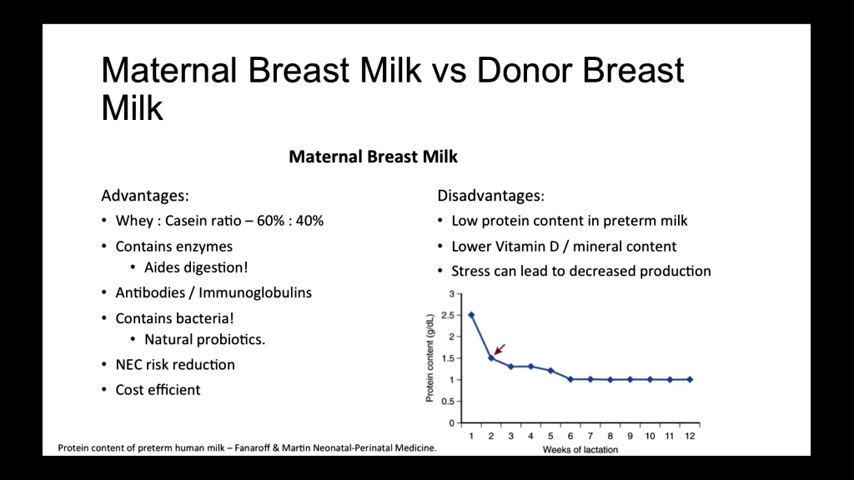 Maternal Breast Milk vs Donor Breast
Milk
Maternal Breast Milk
Advantages:
• Whey : Casein ratio – 60% : 40%
• Contains enzymes
• Aides digestion!
• Antibodies / Immunoglobulins
• Contains bacteria!
• Natural probiotics.
• NEC risk reduction
• Cost efficient
Disadvantages:
• Low protein content in preterm milk
• Lower Vitamin D / mineral content
• Stress can lead to decreased production
Protein content (g/dL)
3
2.5
2
1.5
1
0.5
0
1 2 3 4 5 6 7 8 9 10 11 12
Weeks of lactation
Protein content of preterm human milk – Fanaroff & Martin Neonatal-Perinatal Medicine.